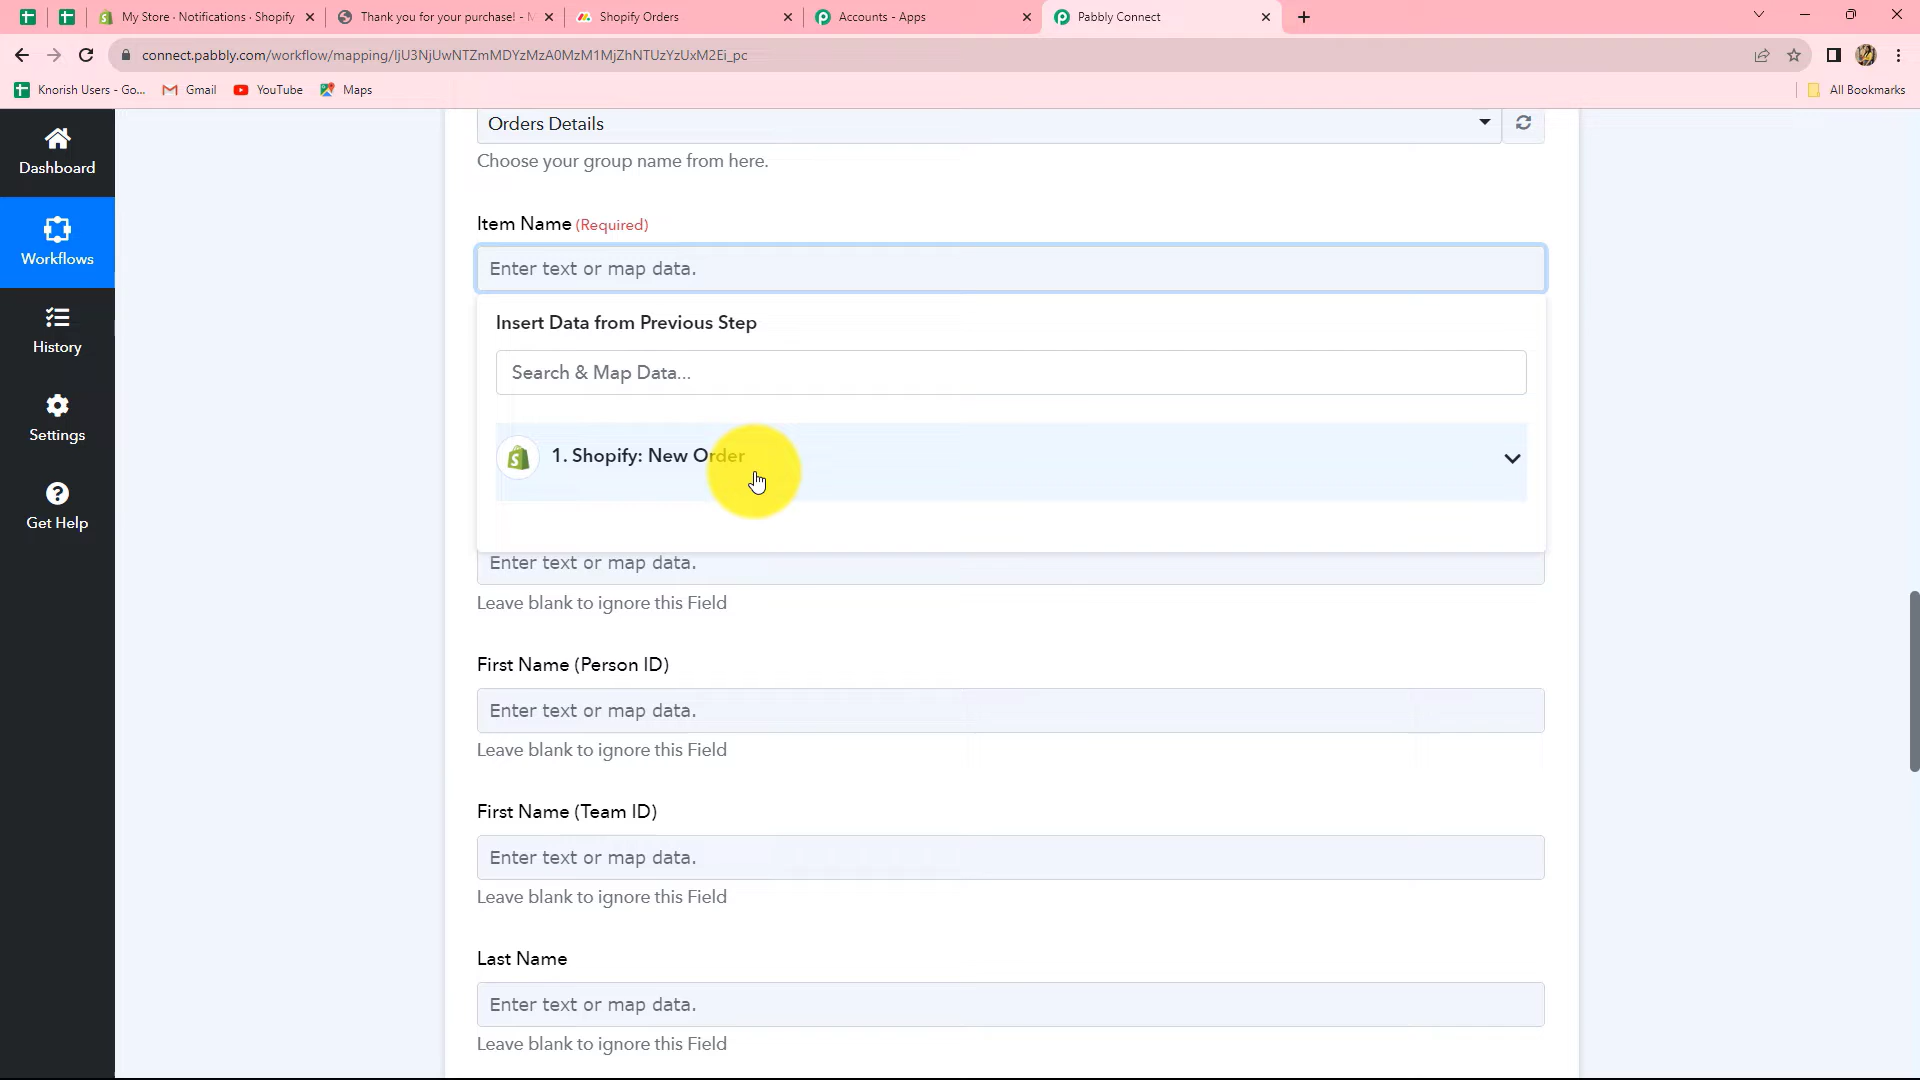 My Store · Notifications · Shopify
Thank you for your purchase! - M
Shopify Orders
Accounts - Apps
Pabbly Connect
connect.pabbly.com/workflow/mapping/IjU3NjUwNTZmMDYzMzA0MzM1MjZhNTUzYzUxM2Ei_pc
Knorish Users - Go...
Gmail
YouTube
Maps
All Bookmarks
Dashboard
Workflows
History
Settings
Get Help
Orders Details
Choose your group name from here.
Item Name (Required)
Enter text or map data.
Insert Data from Previous Step
Search & Map Data...
1. Shopify: New Order
Enter text or map data.
Leave blank to ignore this Field
First Name (Person ID)
Enter text or map data.
Leave blank to ignore this Field
First Name (Team ID)
Enter text or map data.
Leave blank to ignore this Field
Last Name
Enter text or map data.
Leave blank to ignore this Field